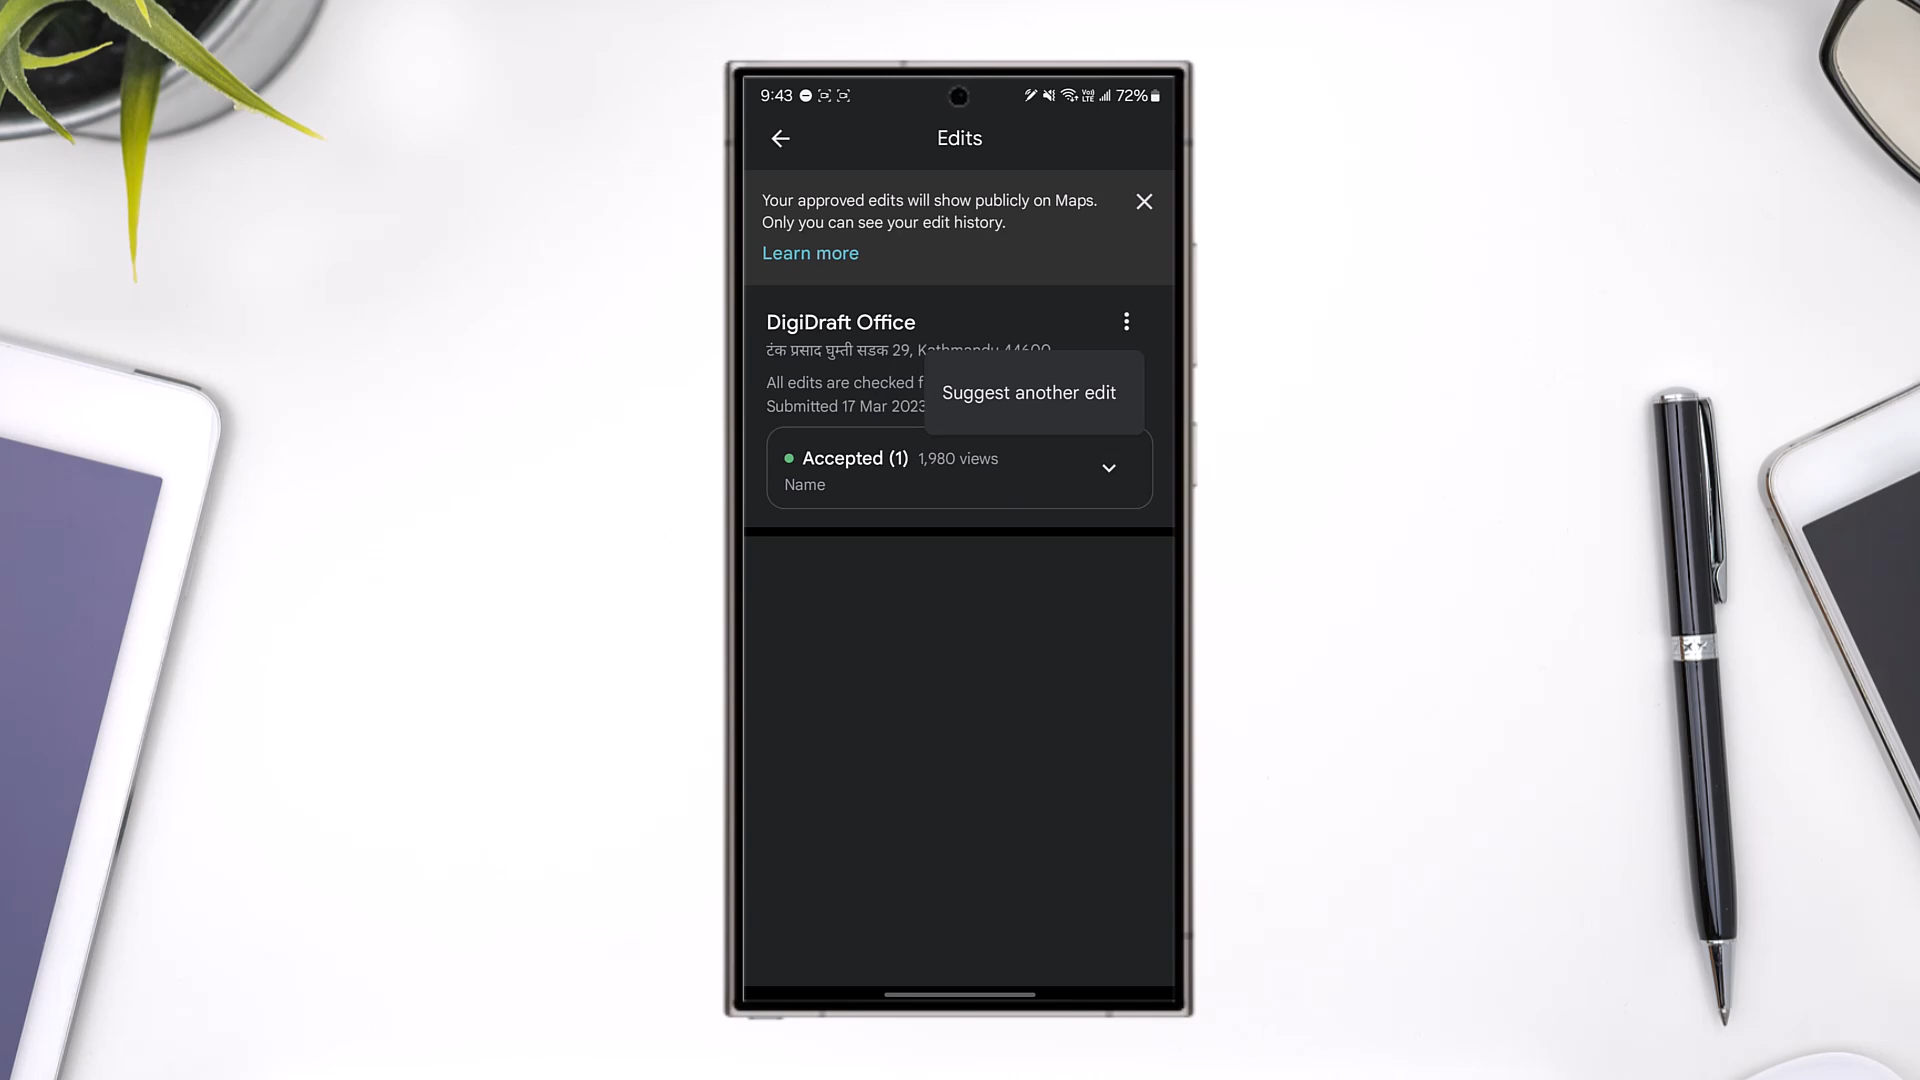 9:43
Vo) LTE 72%
Edits
Your approved edits will show publicly on Maps.
Only you can see your edit history.
Learn more
DigiDraft Office
टंक प्रसाद घुम्ती सडक 29, Kathmandu 44600
All edits are checked f
Submitted 17 Mar 2023
Suggest another edit
Accepted (1) 1,980 views
Name